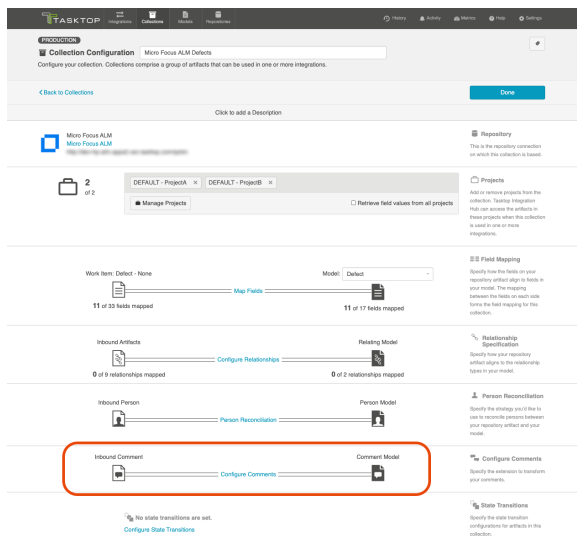 TASKTOP
Integrations
Collections
Models
Repositories
History
Activity
Metrics
Help
Settings
PRODUCTION
Collection Configuration
Micro Focus ALM Defects
Configure your collection. Collections comprise a group of artifacts that can be used in one or more integrations.
Back to Collections
Done
Click to add a Description
Micro Focus ALM
Micro Focus ALM
Repository
This is the repository connection
on which this collection is based.
2
of 2
DEFAULT - ProjectA ×
DEFAULT - ProjectB ×
Manage Projects
Retrieve field values from all projects
Projects
Add or remove projects from the
collection. Tasktop Integration
Hub can access the artifacts in
these projects when this collection
is used in one or more
integrations.
Work Item: Defect - None
Model: Defect
Map Fields
11 of 33 fields mapped
11 of 17 fields mapped
Field Mapping
Specify how the fields on your
repository artifact align to fields in
your model. The mapping
between the fields on each side
forms the field mapping for this
collection.
Inbound Artifacts
Relating Model
Configure Relationships
0 of 9 relationships mapped
0 of 2 relationships mapped
Relationship
Specification
Specify how your repository
artifact aligns to the relationship
types in your model.
Inbound Person
Person Model
Person Reconciliation
Person Reconciliation
Specify the strategy you'd like to
use to reconcile persons between
your repository artifact and your
model.
Inbound Comment
Comment Model
Configure Comments
Configure Comments
Specify the extension to transform
your comments.
No state transitions are set.
Configure State Transitions
State Transitions
Specify the state transition
configurations for artifacts in this
collection.